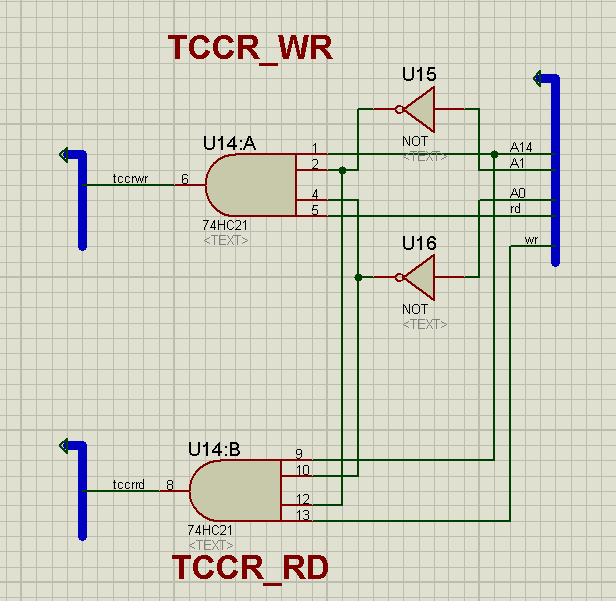 TCCR_WR
U15
NOT
<TEXT>
U14:A
1
2
4
5
6
tccrwr
74HC21
<TEXT>
A14
A1
A0
rd
wr
U16
NOT
<TEXT>
U14:B
9
10
12
13
8
tccrrd
74HC21
<TEXT>
TCCR_RD